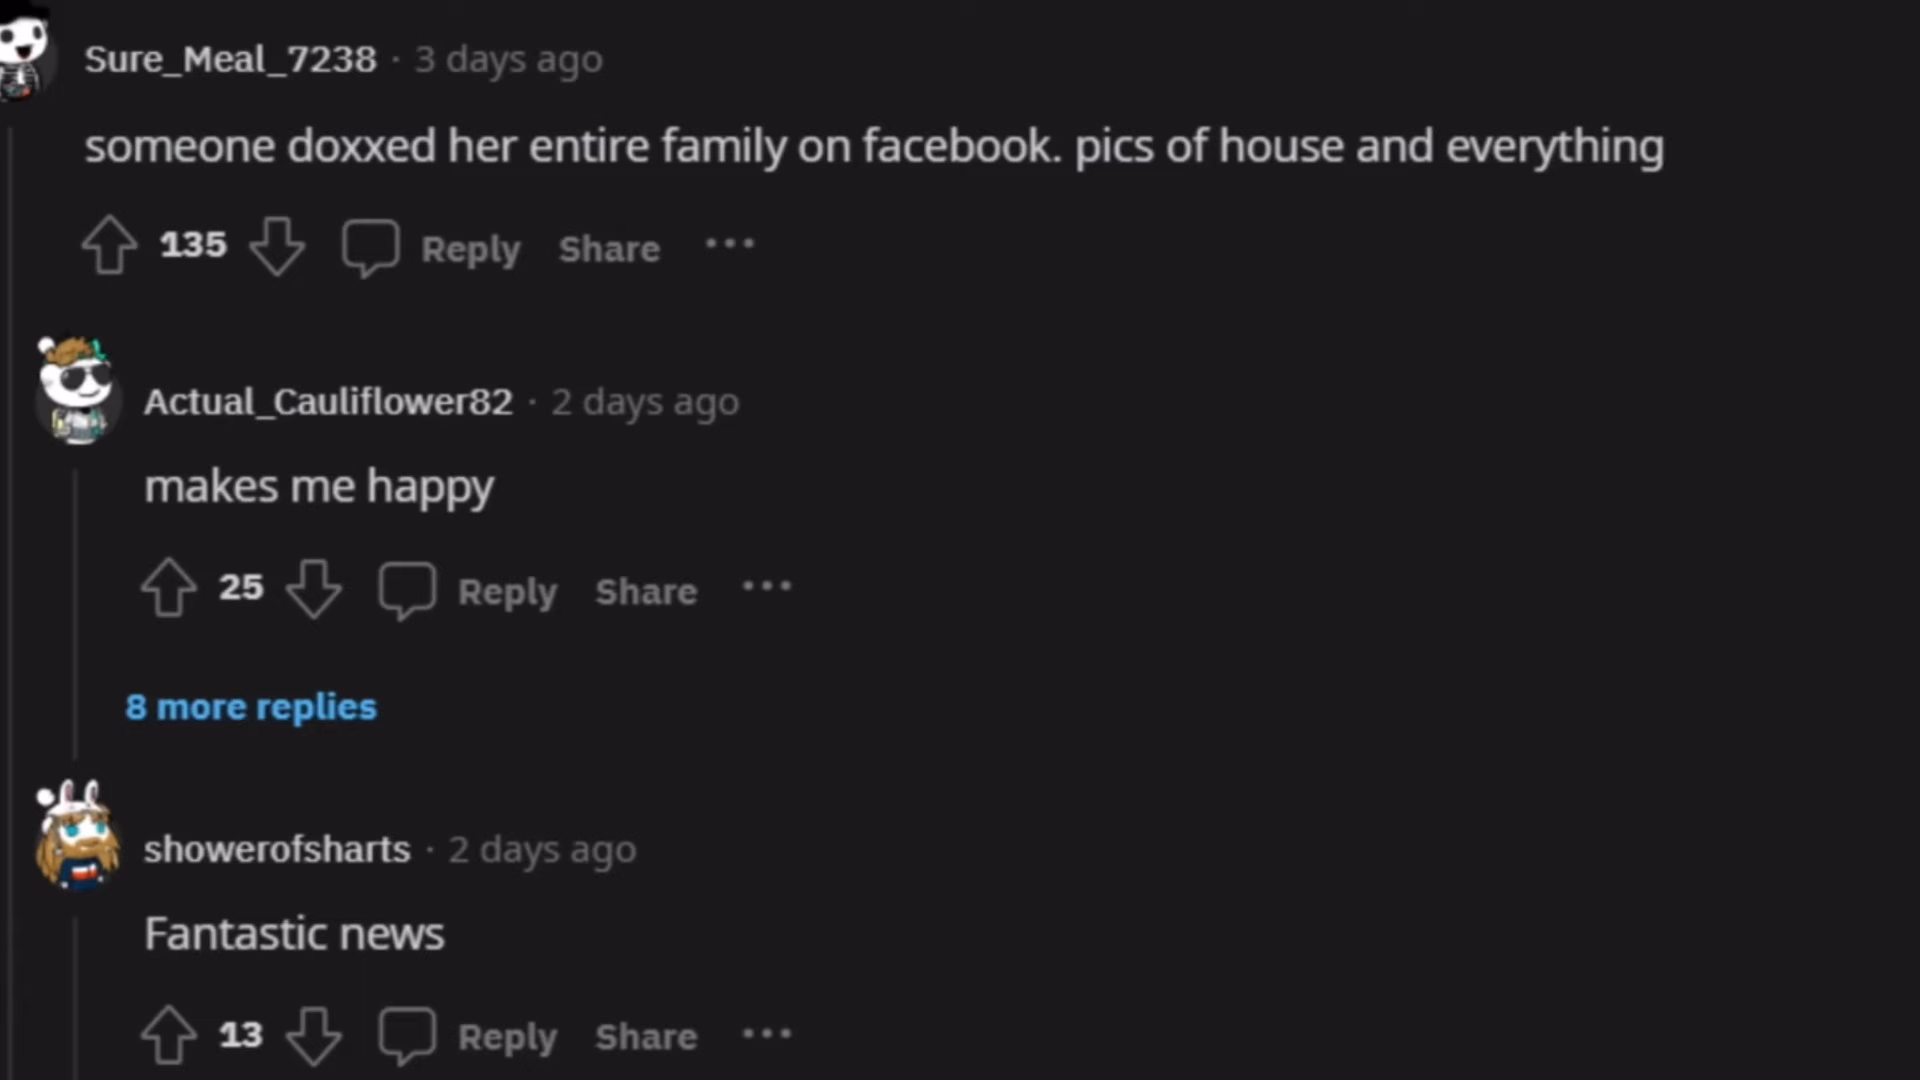 Sure_Meal_7238 · 3 days ago
someone doxxed her entire family on facebook. pics of house and everything
135 Reply Share ···
Actual_Cauliflower82 · 2 days ago
makes me happy
25 Reply Share ···
8 more replies
showerofsharts · 2 days ago
Fantastic news
13 Reply Share ···